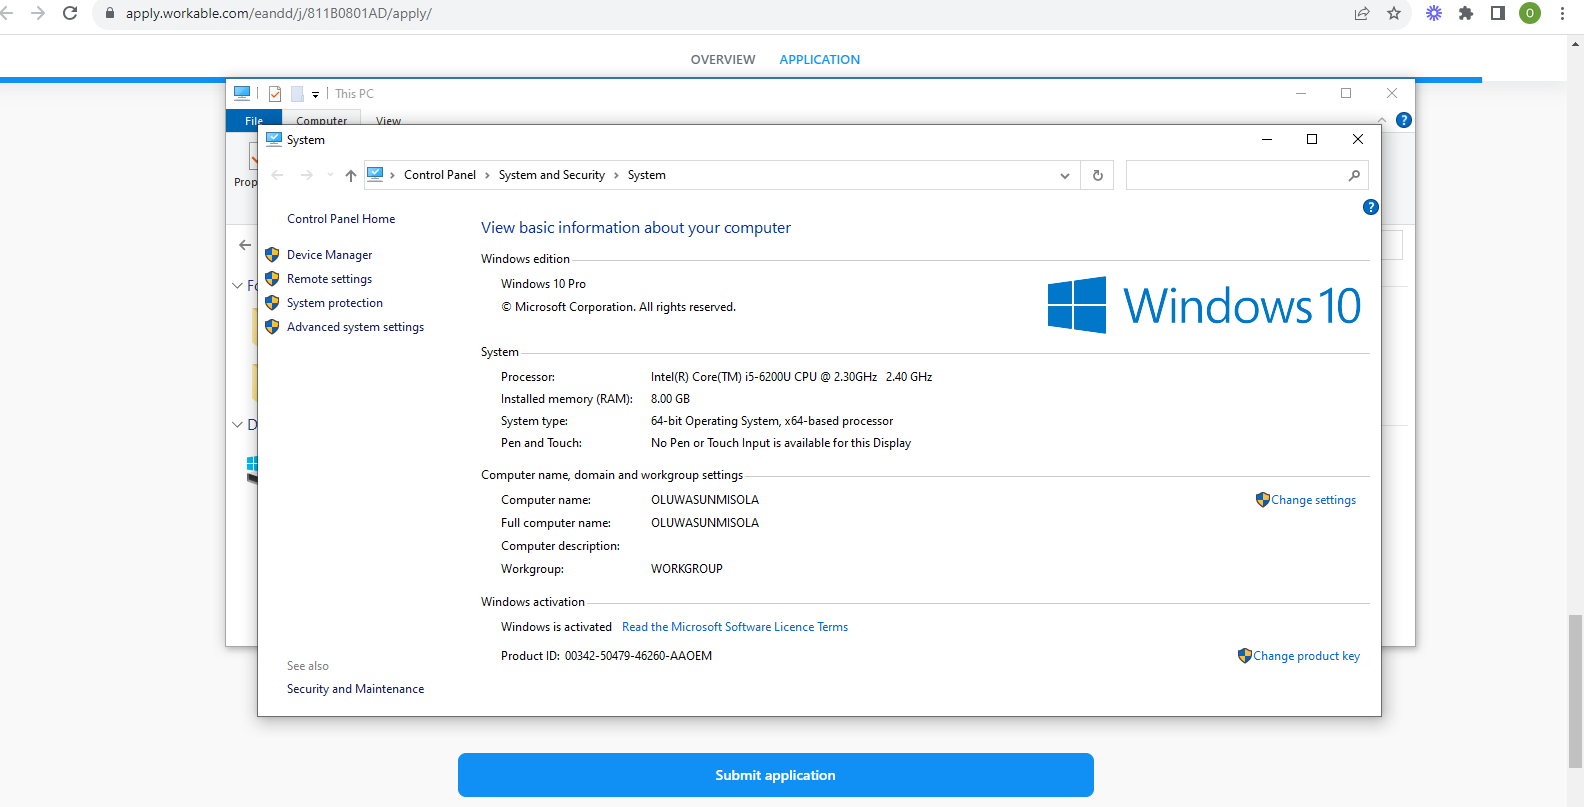 apply.workable.com/eandd/j/811B0801AD/apply/
O
OVERVIEW APPLICATION
This PC
File Computer View
?
System
Control Panel > System and Security > System
?
Control Panel Home
Device Manager
Remote settings
System protection
Advanced system settings
See also
Security and Maintenance
View basic information about your computer
Windows edition
Windows 10 Pro
© Microsoft Corporation. All rights reserved.
Windows 10
System
Processor: Intel(R) Core(TM) i5-6200U CPU @ 2.30GHz 2.40 GHz
Installed memory (RAM): 8.00 GB
System type: 64-bit Operating System, x64-based processor
Pen and Touch: No Pen or Touch Input is available for this Display
Computer name, domain and workgroup settings
Computer name: OLUWASUNMISOLA
Change settings
Full computer name: OLUWASUNMISOLA
Computer description:
Workgroup: WORKGROUP
Windows activation
Windows is activated Read the Microsoft Software Licence Terms
Product ID: 00342-50479-46260-AAOEM
Change product key
Submit application